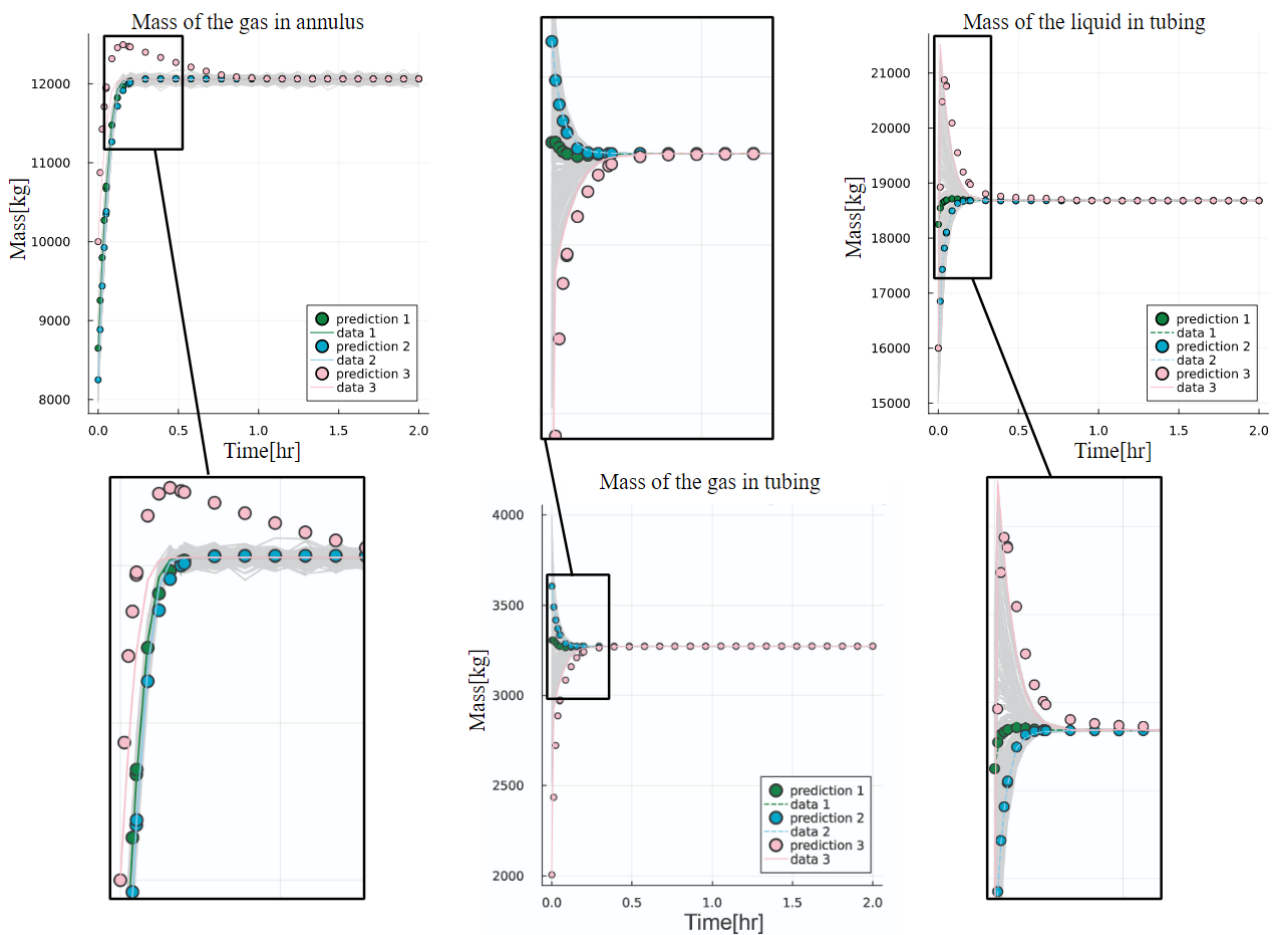 Mass of the gas in annulus
Mass[kg]
12000
11000
10000
9000
8000
prediction 1
data 1
prediction 2
data 2
prediction 3
data 3
0.0 0.5 1.0 1.5 2.0
Time[hr]
Mass of the liquid in tubing
Mass[kg]
21000
20000
19000
18000
17000
16000
15000
prediction 1
data 1
prediction 2
data 2
prediction 3
data 3
0.0 0.5 1.0 1.5 2.0
Time[hr]
Mass of the gas in tubing
Mass[kg]
4000
3500
3000
2500
2000
prediction 1
data 1
prediction 2
data 2
prediction 3
data 3
0.0 0.5 1.0 1.5 2.0
Time[hr]